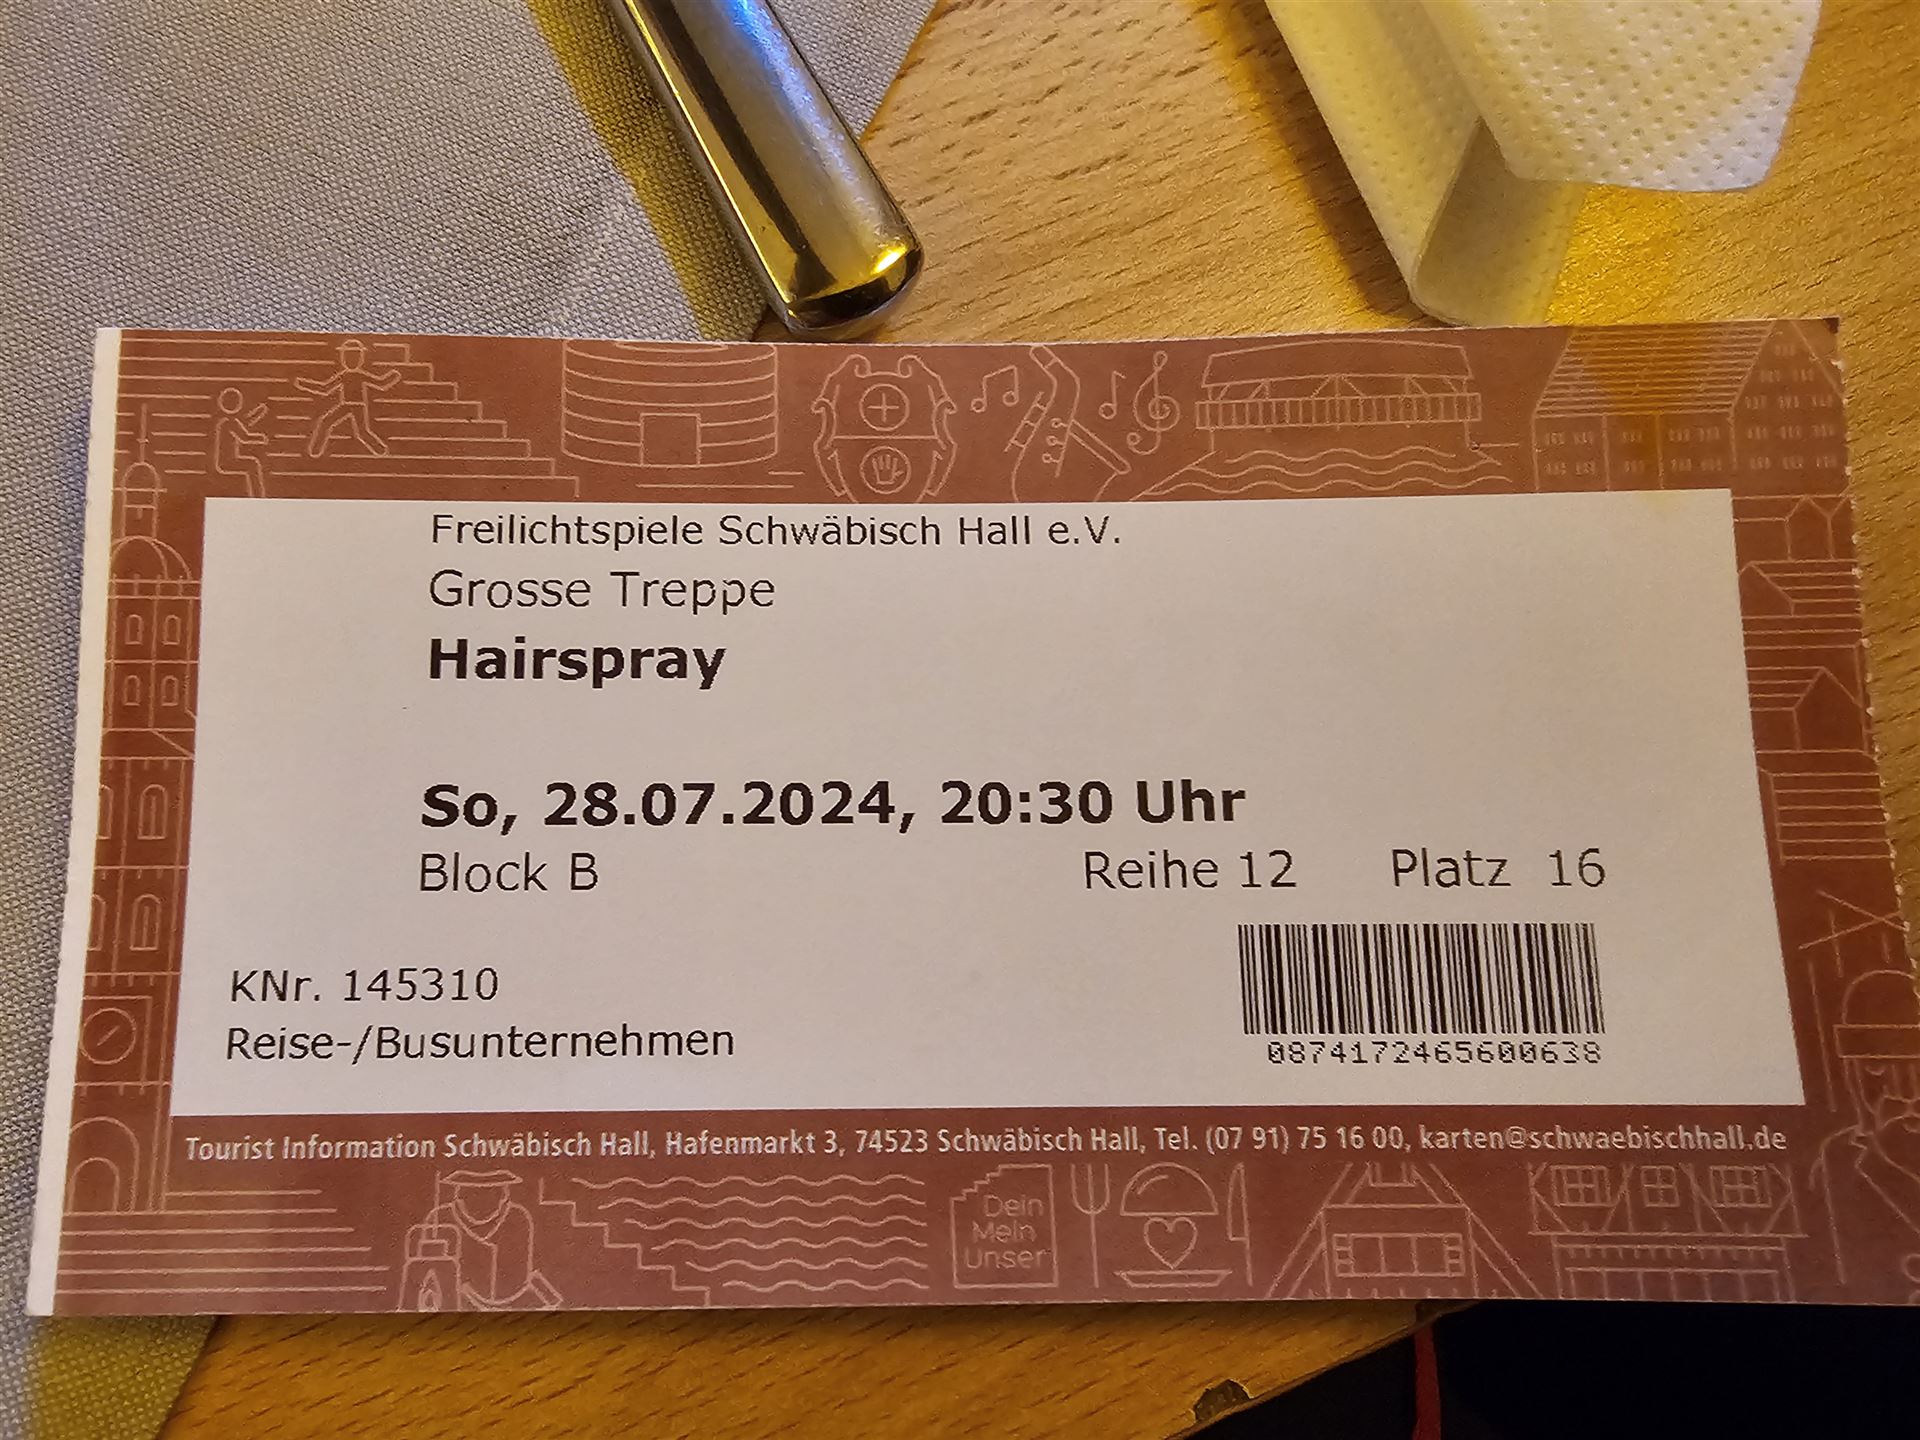 Freilichtspiele Schwäbisch Hall e.V.
Grosse Treppe
Hairspray
So, 28.07.2024, 20:30 Uhr
Block B Reihe 12 Platz 16
KNr. 145310
Reise-/Busunternehmen
0874172465600638
Tourist Information Schwäbisch Hall, Hafenmarkt 3, 74523 Schwäbisch Hall, Tel. (07 91) 75 16 00, karten@schwaebischhall.de
Dein
Mein
Unser